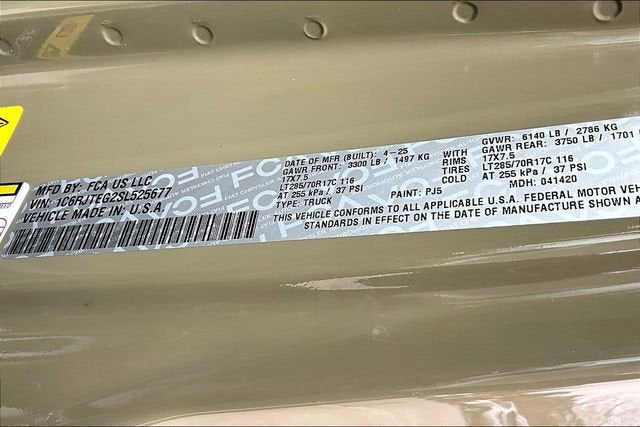 MFD BY: FCA US LLC
VIN: 1C6RJTEG2SL525677
VEHICLE MADE IN: U.S.A
DATE OF MFR (BUILT): 4-25
GAWR FRONT: 3300 LB / 1497 KG
17X7.5
LT285/70R17C 116
AT 255 kPa / 37 PSI
TYPE: TRUCK
PAINT: PJ5
WITH
RIMS
TIRES
COLD
GVWR: 6140 LB / 2786 KG
GAWR REAR: 3750 LB / 1701
17X7.5
LT285/70R17C 116
AT 255 kPa / 37 PSI
MDH: 041420
THIS VEHICLE CONFORMS TO ALL APPLICABLE U.S.A. FEDERAL MOTOR
STANDARDS IN EFFECT ON THE DATE OF MANUFACTURE SHOWN